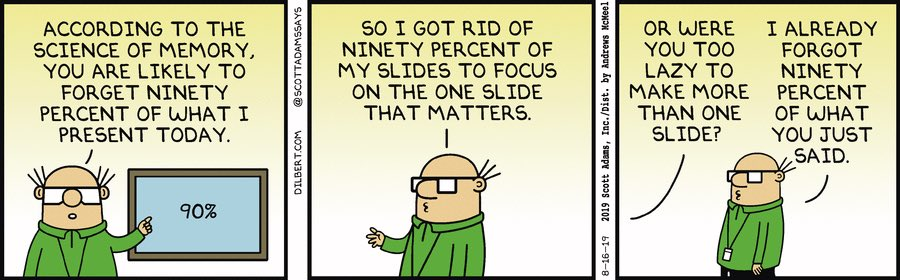 ACCORDING TO THE
SCIENCE OF MEMORY,
YOU ARE LIKELY TO
FORGET NINETY
PERCENT OF WHAT I
PRESENT TODAY.
90%
DILBERT.COM @SCOTTADAMSSAYS
SO I GOT RID OF
NINETY PERCENT OF
MY SLIDES TO FOCUS
ON THE ONE SLIDE
THAT MATTERS.
8-16-19 2019 Scott Adams, Inc./Dist. by Andrews McMeel
OR WERE
YOU TOO
LAZY TO
MAKE MORE
THAN ONE
SLIDE?
I ALREADY
FORGOT
NINETY
PERCENT
OF WHAT
YOU JUST
SAID.